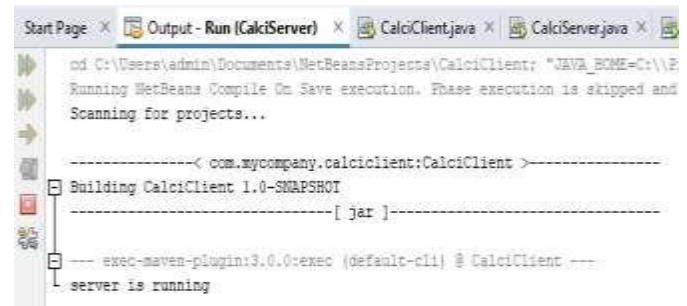 Start Page Output - Run (CalciServer) CalciClient.java CalciServer.java
cd C:\Users\admin\Documents\NetBeansProjects\CalciClient; "JAVA_HOME=C:\\P
Running NetBeans Compile On Save execution. Phase execution is skipped and
Scanning for projects...
---------------< com.mycompany.calciclient:CalciClient >----------------
Building CalciClient 1.0-SNAPSHOT
--------------------------------[ jar ]---------------------------------
--- exec-maven-plugin:3.0.0:exec (default-cli) @ CalciClient ---
server is running